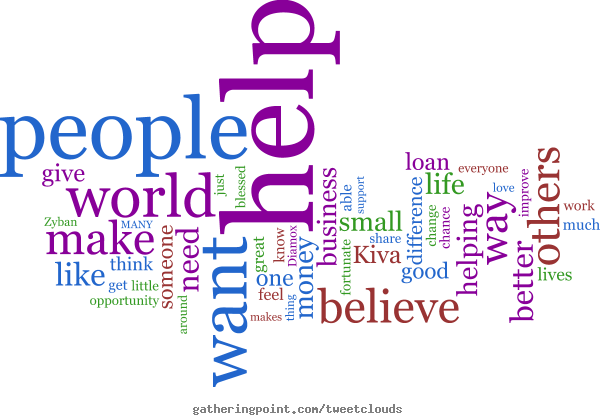 help
people
want
world
believe
make
others
way
like
need
give
loan
everyone
life
love
improve
work
much
lives
better
chance
change
helping
difference
good
small
share
Kiva
support
able
business
fortunate
money
know
Diamox
great
one
feel
thing
makes
just
blessed
Zyban
MANY
think
someone
get
little
opportunity
around
gatheringpoint.com/tweetclouds